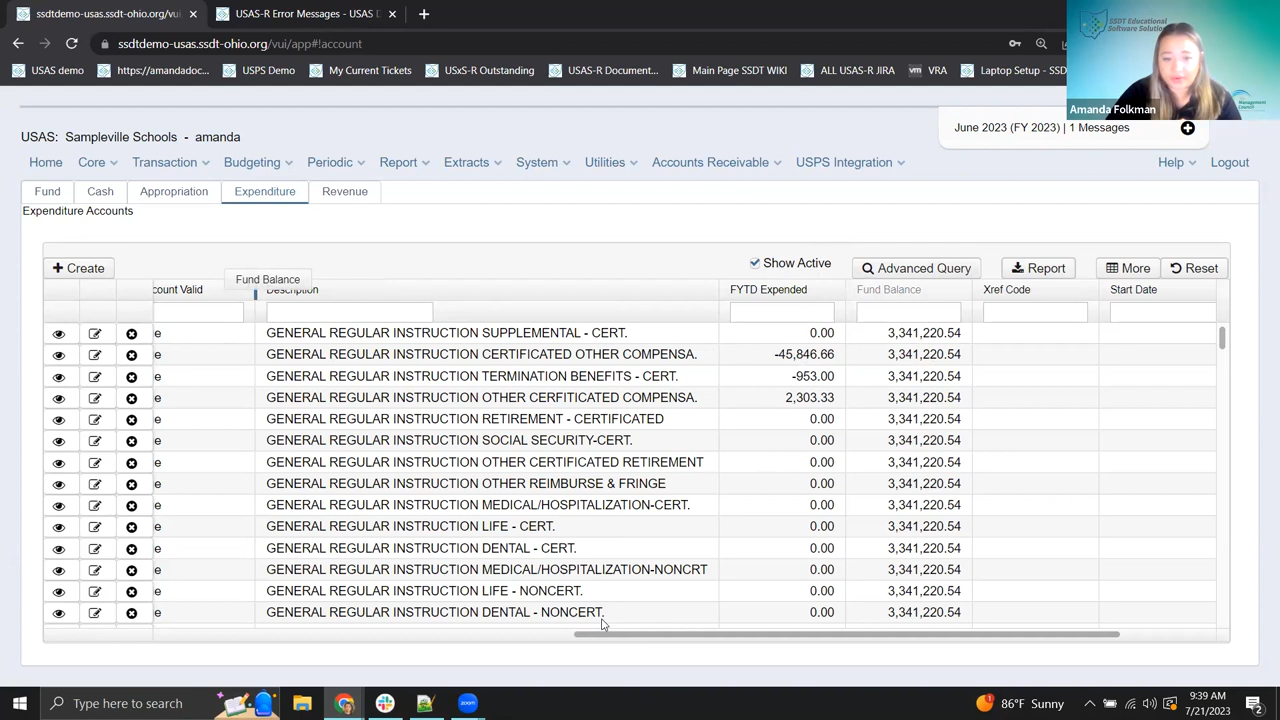 ssdtdemo-usas.ssdt-ohio.org/vui
USAS-R Error Messages - USAS D
ssdtdemo-usas.ssdt-ohio.org/vui/app#!account
USAS demo
https://amandadoc...
USPS Demo
My Current Tickets
USxS-R Outstanding
USAS-R Document...
Main Page SSDT WIKI
ALL USAS-R JIRA
VRA
Laptop Setup - SSD
SSDT Educational
Software Solutions
Management
Council
Amanda Folkman
USAS: Sampleville Schools - amanda
June 2023 (FY 2023) | 1 Messages
Home Core Transaction Budgeting Periodic Report Extracts System Utilities Accounts Receivable USPS Integration Help Logout
Fund Cash Appropriation Expenditure Revenue
Expenditure Accounts
Create
Fund Balance
Show Active
Advanced Query
Report
More
Reset
count Valid Description FYTD Expended Fund Balance Xref Code Start Date
e GENERAL REGULAR INSTRUCTION SUPPLEMENTAL - CERT. 0.00 3,341,220.54
e GENERAL REGULAR INSTRUCTION CERTIFICATED OTHER COMPENSA. -45,846.66 3,341,220.54
e GENERAL REGULAR INSTRUCTION TERMINATION BENEFITS - CERT. -953.00 3,341,220.54
e GENERAL REGULAR INSTRUCTION OTHER CERFITICATED COMPENSA. 2,303.33 3,341,220.54
e GENERAL REGULAR INSTRUCTION RETIREMENT - CERTIFICATED 0.00 3,341,220.54
e GENERAL REGULAR INSTRUCTION SOCIAL SECURITY-CERT. 0.00 3,341,220.54
e GENERAL REGULAR INSTRUCTION OTHER CERTIFICATED RETIREMENT 0.00 3,341,220.54
e GENERAL REGULAR INSTRUCTION OTHER REIMBURSE & FRINGE 0.00 3,341,220.54
e GENERAL REGULAR INSTRUCTION MEDICAL/HOSPITALIZATION-CERT. 0.00 3,341,220.54
e GENERAL REGULAR INSTRUCTION LIFE - CERT. 0.00 3,341,220.54
e GENERAL REGULAR INSTRUCTION DENTAL - CERT. 0.00 3,341,220.54
e GENERAL REGULAR INSTRUCTION MEDICAL/HOSPITALIZATION-NONCRT 0.00 3,341,220.54
e GENERAL REGULAR INSTRUCTION LIFE - NONCERT. 0.00 3,341,220.54
e GENERAL REGULAR INSTRUCTION DENTAL - NONCERT. 0.00 3,341,220.54
Type here to search
86°F Sunny
9:39 AM
7/21/2023
2